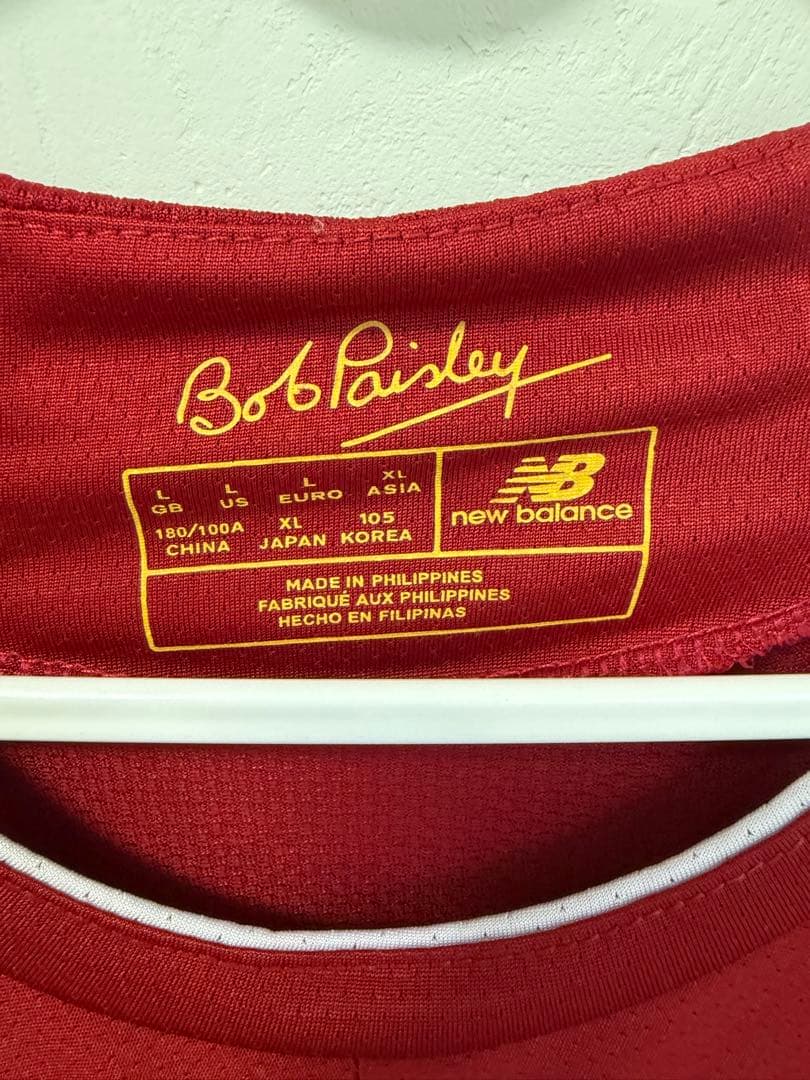 Bob Paisley
L L L XL
GB US EURO ASIA
180/100A XL 105
CHINA JAPAN KOREA
NB
new balance
MADE IN PHILIPPINES
FABRIQUÉ AUX PHILIPPINES
HECHO EN FILIPINAS